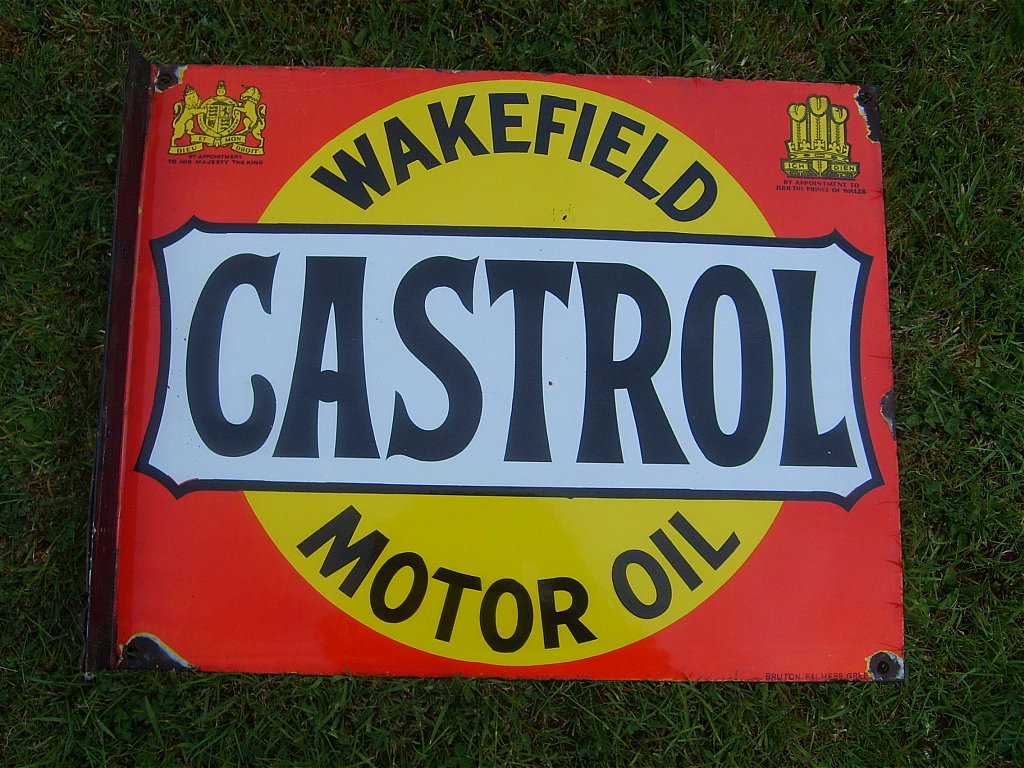 DIEU ET MON DROIT
BY APPOINTMENT
TO HIS MAJESTY THE KING
ICH DIEN
BY APPOINTMENT TO
H.R.H. THE PRINCE OF WALES
WAKEFIELD
CASTROL
MOTOR OIL
BRUTON, PALMERS